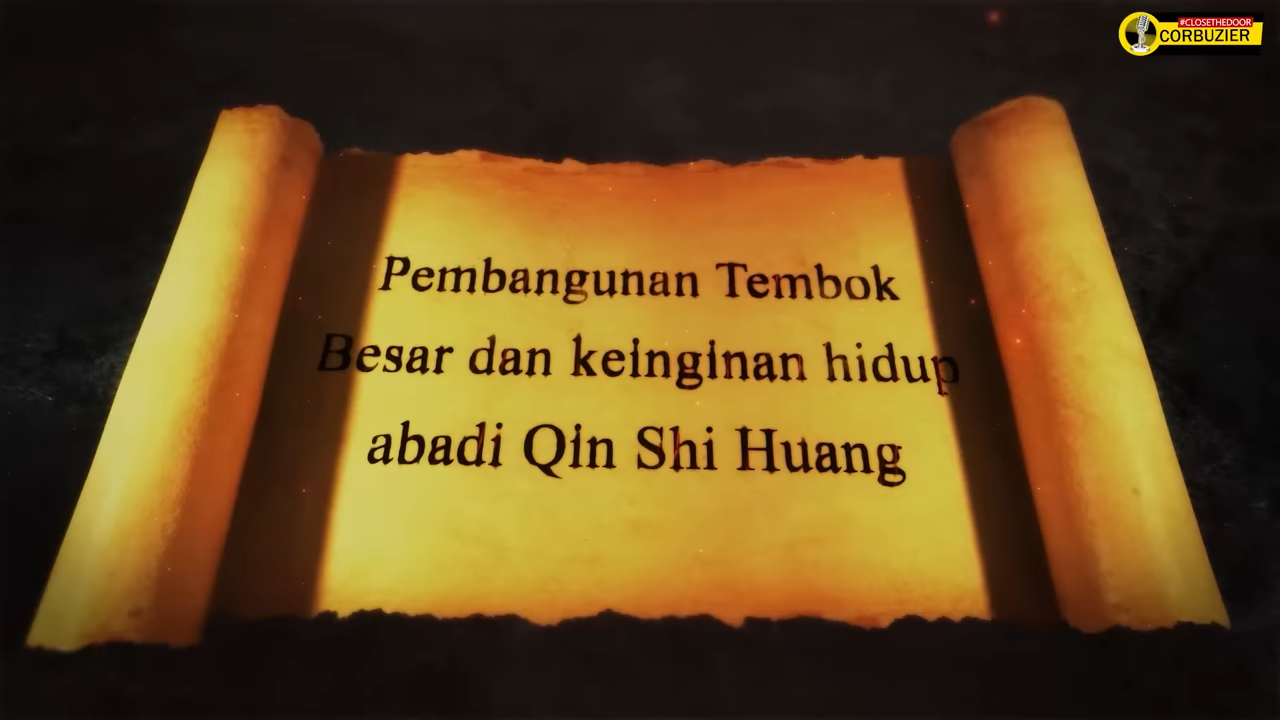 #CLOSETHEDOOR
CORBUZIER
Pembangunan Tembok
Besar dan keinginan hidup
abadi Qin Shi Huang